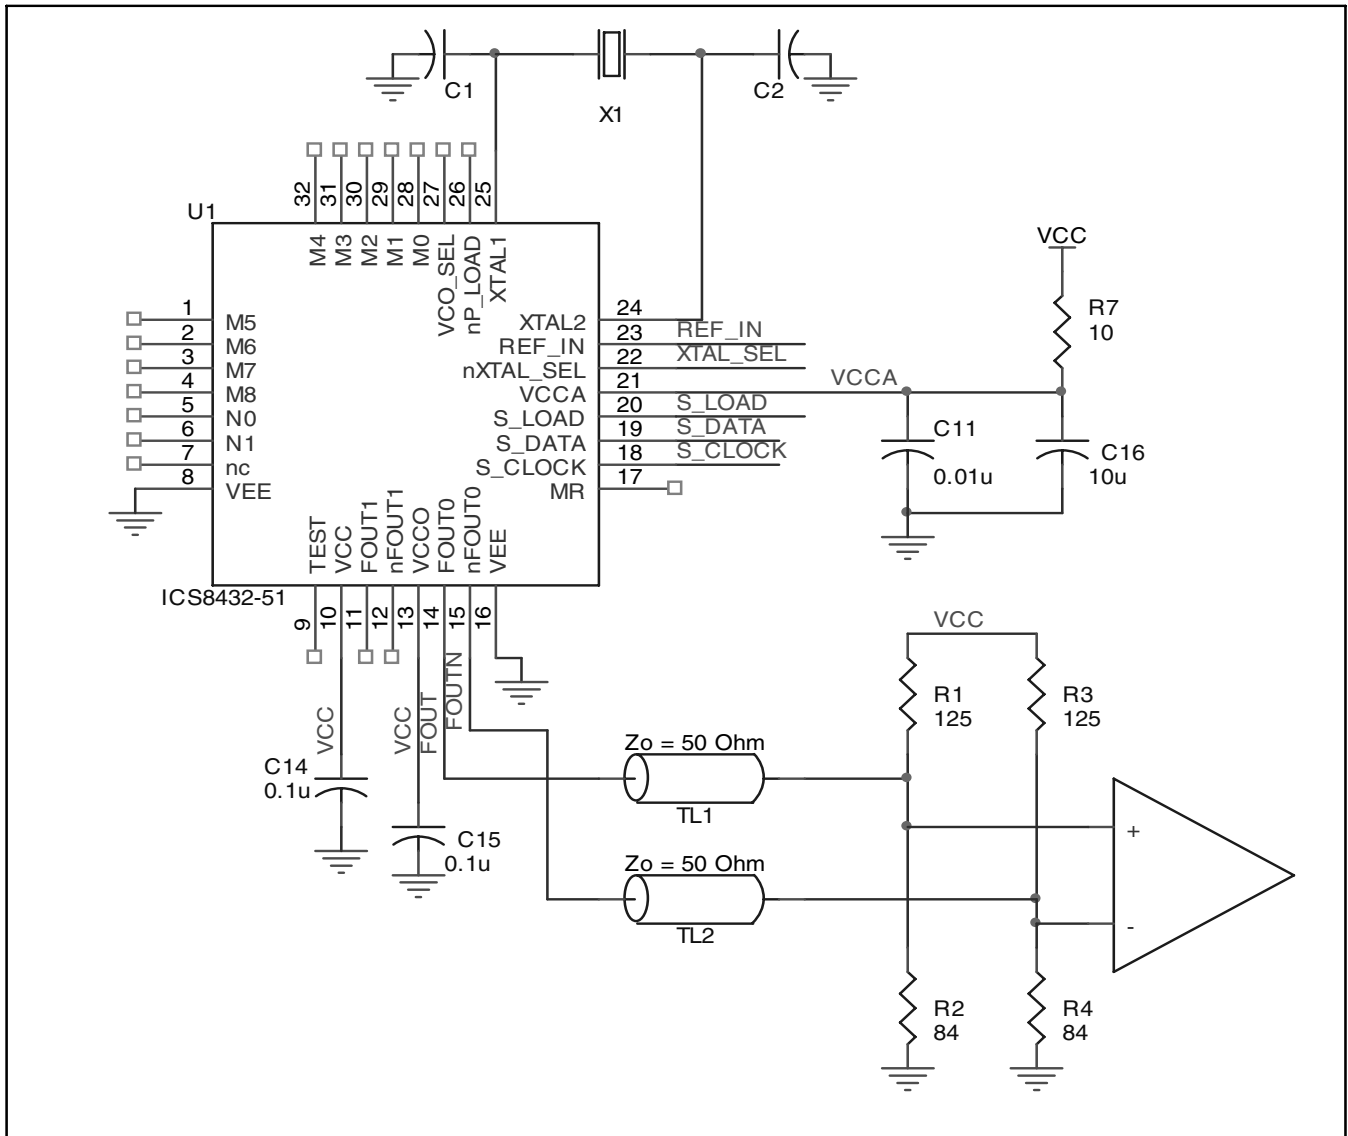 C1
C2
X1
U1
32
31
30
29
28
27
26
25
M4
M3
M2
M1
M0
VCO_SEL
nP_LOAD
XTAL1
1
2
3
4
5
6
7
8
M5
M6
M7
M8
N0
N1
nc
VEE
XTAL2
REF_IN
nXTAL_SEL
VCCA
S_LOAD
S_DATA
S_CLOCK
MR
24
23
22
21
20
19
18
17
REF_IN
XTAL_SEL
VCCA
S_LOAD
S_DATA
S_CLOCK
VCC
R7
10
C11
0.01u
C16
10u
TEST
VCC
FOUT1
nFOUT1
VCCO
FOUT0
nFOUT0
VEE
ICS8432-51
9
10
11
12
13
14
15
16
VCC
VCC
FOUT
FOUTN
C14
0.1u
C15
0.1u
Zo = 50 Ohm
TL1
Zo = 50 Ohm
TL2
VCC
R1
125
R3
125
+
-
R2
84
R4
84